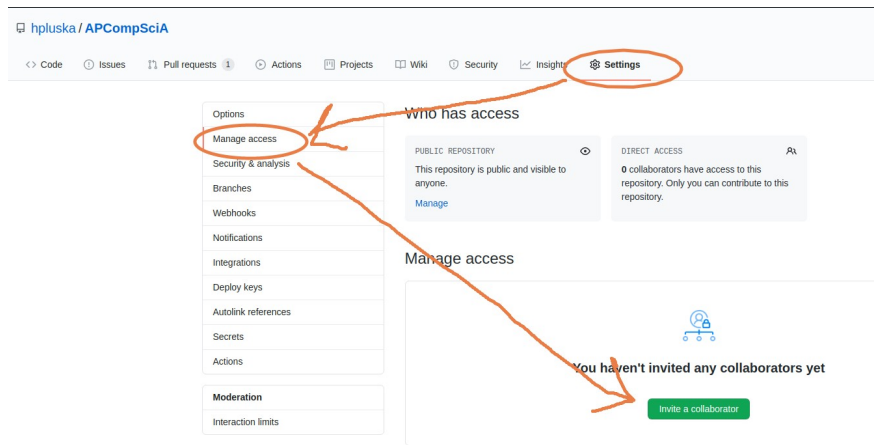 hpluska / APCompSciA
Code Issues Pull requests 1 Actions Projects Wiki Security Insights Settings
Options
Manage access
Security & analysis
Branches
Webhooks
Notifications
Integrations
Deploy keys
Autolink references
Secrets
Actions
Moderation
Interaction limits
Who has access
PUBLIC REPOSITORY
This repository is public and visible to
anyone.
Manage
DIRECT ACCESS
0 collaborators have access to this
repository. Only you can contribute to this
repository.
Manage access
You haven't invited any collaborators yet
Invite a collaborator